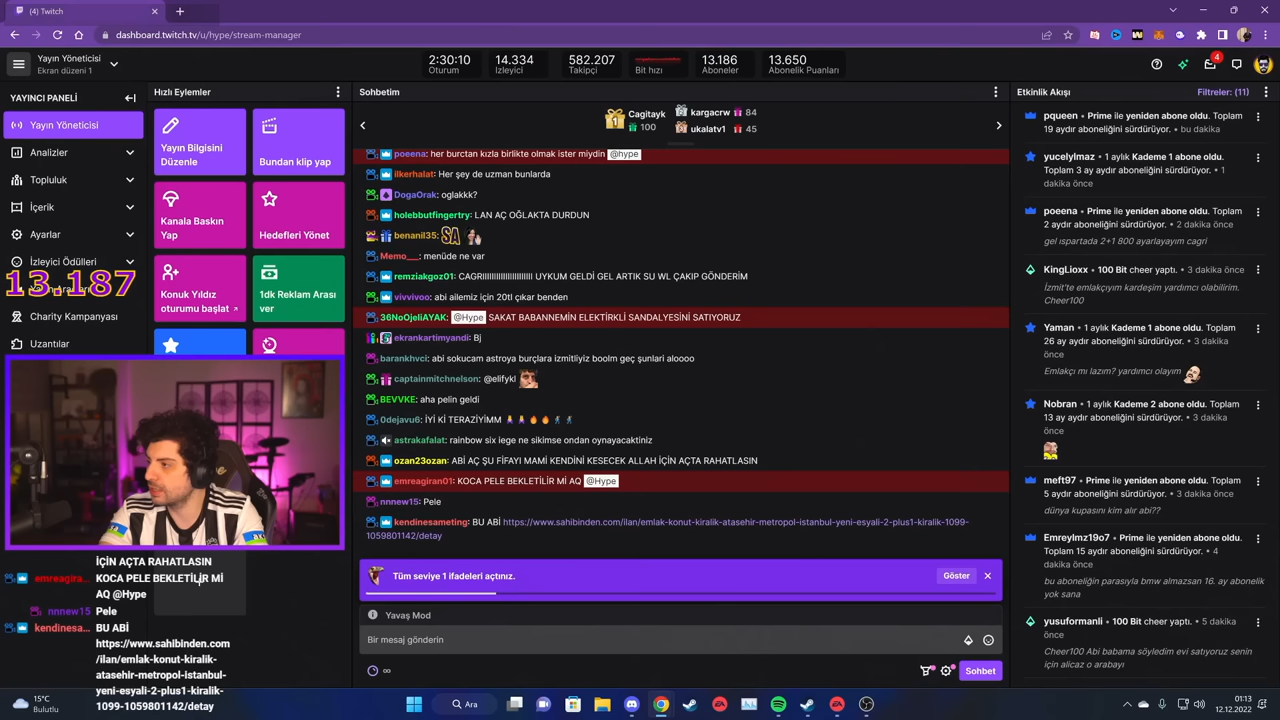 (4) Twitch
dashboard.twitch.tv/u/hype/stream-manager
Yayın Yöneticisi
Ekran düzeni 1
2:30:10
Oturum
14.334
İzleyici
582.207
Takipçi
Bit hızı
13.186
Aboneler
13.650
Abonelik Puanları
4
YAYINCI PANELİ
Yayın Yöneticisi
Analizler
Topluluk
İçerik
Ayarlar
İzleyici Ödülleri
13.187
Charity Kampanyası
Uzantılar
Hızlı Eylemler
Yayın Bilgisini
Düzenle
Bundan klip yap
Kanala Baskın
Yap
Hedefleri Yönet
Konuk Yıldız
oturumu başlat
1dk Reklam Arası
ver
Sohbetim
Cagitayk
100
kargacrw 84
ukalatv1 45
poeena: her burctan kızla birlikte olmak ister miydin @hype
ilkerhalat: Her şey de uzman bunlarda
DogaOrak: oglakkk?
holebbutfingertry: LAN AÇ OĞLAKTA DURDUN
benanil35: SA
Memo___: menüde ne var
remziakgoz01: CAGRIIIIIIIIIIIIIIIIIIIII UYKUM GELDİ GEL ARTIK SU WL ÇAKIP GÖNDERİM
vivvivoo: abi ailemiz için 20tl çıkar benden
36NoOjeliAYAK: @Hype SAKAT BABANNEMIN ELEKTİRKLİ SANDALYESİNİ SATIYORUZ
ekrankartimyandi: Bj
barankhvci: abi sokucam astroya burçlara izmitliyiz boolm geç şunlari aloooo
captainmitchnelson: @elifykl
BEVVKE: aha pelin geldi
0dejavu6: İYİ Kİ TERAZİYİMM
astrakafalat: rainbow six iege ne sikimse ondan oynayacaktiniz
ozan23ozan: ABİ AÇ ŞU FİFAYI MAMİ KENDİNİ KESECEK ALLAH İÇİN AÇTA RAHATLASIN
emreagiran01: KOCA PELE BEKLETİLİR Mİ AQ @Hype
nnnew15: Pele
kendinesameting: BU ABİ https://www.sahibinden.com/ilan/emlak-konut-kiralik-atasehir-metropol-istanbul-yeni-esyali-2-plus1-kiralik-1099-
1059801142/detay
Tüm seviye 1 ifadeleri açtınız.
Göster
Yavaş Mod
Bir mesaj gönderin
Sohbet
Etkinlik Akışı
Filtreler: (11)
pqueen • Prime ile yeniden abone oldu. Toplam
19 aydır aboneliğini sürdürüyor. • bu dakika
yucelylmaz • 1 aylık Kademe 1 abone oldu.
Toplam 3 ay aydır aboneliğini sürdürüyor. • 1
dakika önce
poeena • Prime ile yeniden abone oldu. Toplam
2 aydır aboneliğini sürdürüyor. • 2 dakika önce
gel ıspartada 2+1 800 ayarlayayım cagri
KingLioxx • 100 Bit cheer yaptı. • 3 dakika önce
İzmit'te emlakçıyım kardeşim yardımcı olabilirim.
Cheer100
Yaman • 1 aylık Kademe 1 abone oldu. Toplam
26 ay aydır aboneliğini sürdürüyor. • 3 dakika
önce
Emlakçı mı lazım? yardımcı olayım
Nobran • 1 aylık Kademe 2 abone oldu. Toplam
13 ay aydır aboneliğini sürdürüyor. • 3 dakika
önce
meft97 • Prime ile yeniden abone oldu. Toplam
5 aydır aboneliğini sürdürüyor. • 3 dakika önce
dünya kupasını kim alır abi??
Emreylmz19o7 • Prime ile yeniden abone oldu.
Toplam 15 aydır aboneliğini sürdürüyor. • 4
dakika önce
bu aboneliğin parasıyla bmw almazsan 16. ay abonelik
yok sana
yusuformanli • 100 Bit cheer yaptı. • 5 dakika
önce
Cheer100 Abi babama söyledim evi satıyoruz senin
için alicaz o arabayı
İÇİN AÇTA RAHATLASIN
emreagira... KOCA PELE BEKLETİLİR Mİ
AQ @Hype
nnnew15 Pele
kendinesa... BU ABİ
https://www.sahibinden.com
/ilan/emlak-konut-kiralik-
atasehir-metropol-istanbul-
yeni-esyali-2-plus1-kiralik-
1099-1059801142/detay
15°C
Bulutlu
Ara
01:13
12.12.2022